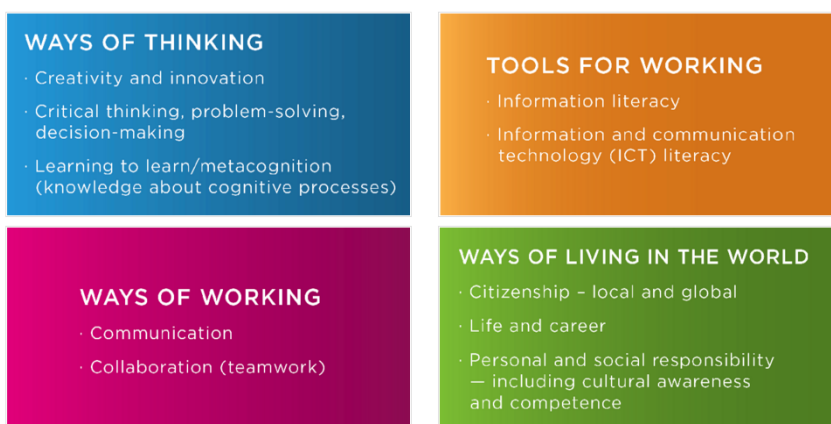 WAYS OF THINKING
· Creativity and innovation
· Critical thinking, problem-solving,
decision-making
· Learning to learn/metacognition
(knowledge about cognitive processes)
TOOLS FOR WORKING
· Information literacy
· Information and communication
technology (ICT) literacy
WAYS OF WORKING
· Communication
· Collaboration (teamwork)
WAYS OF LIVING IN THE WORLD
· Citizenship – local and global
· Life and career
· Personal and social responsibility
— including cultural awareness
and competence